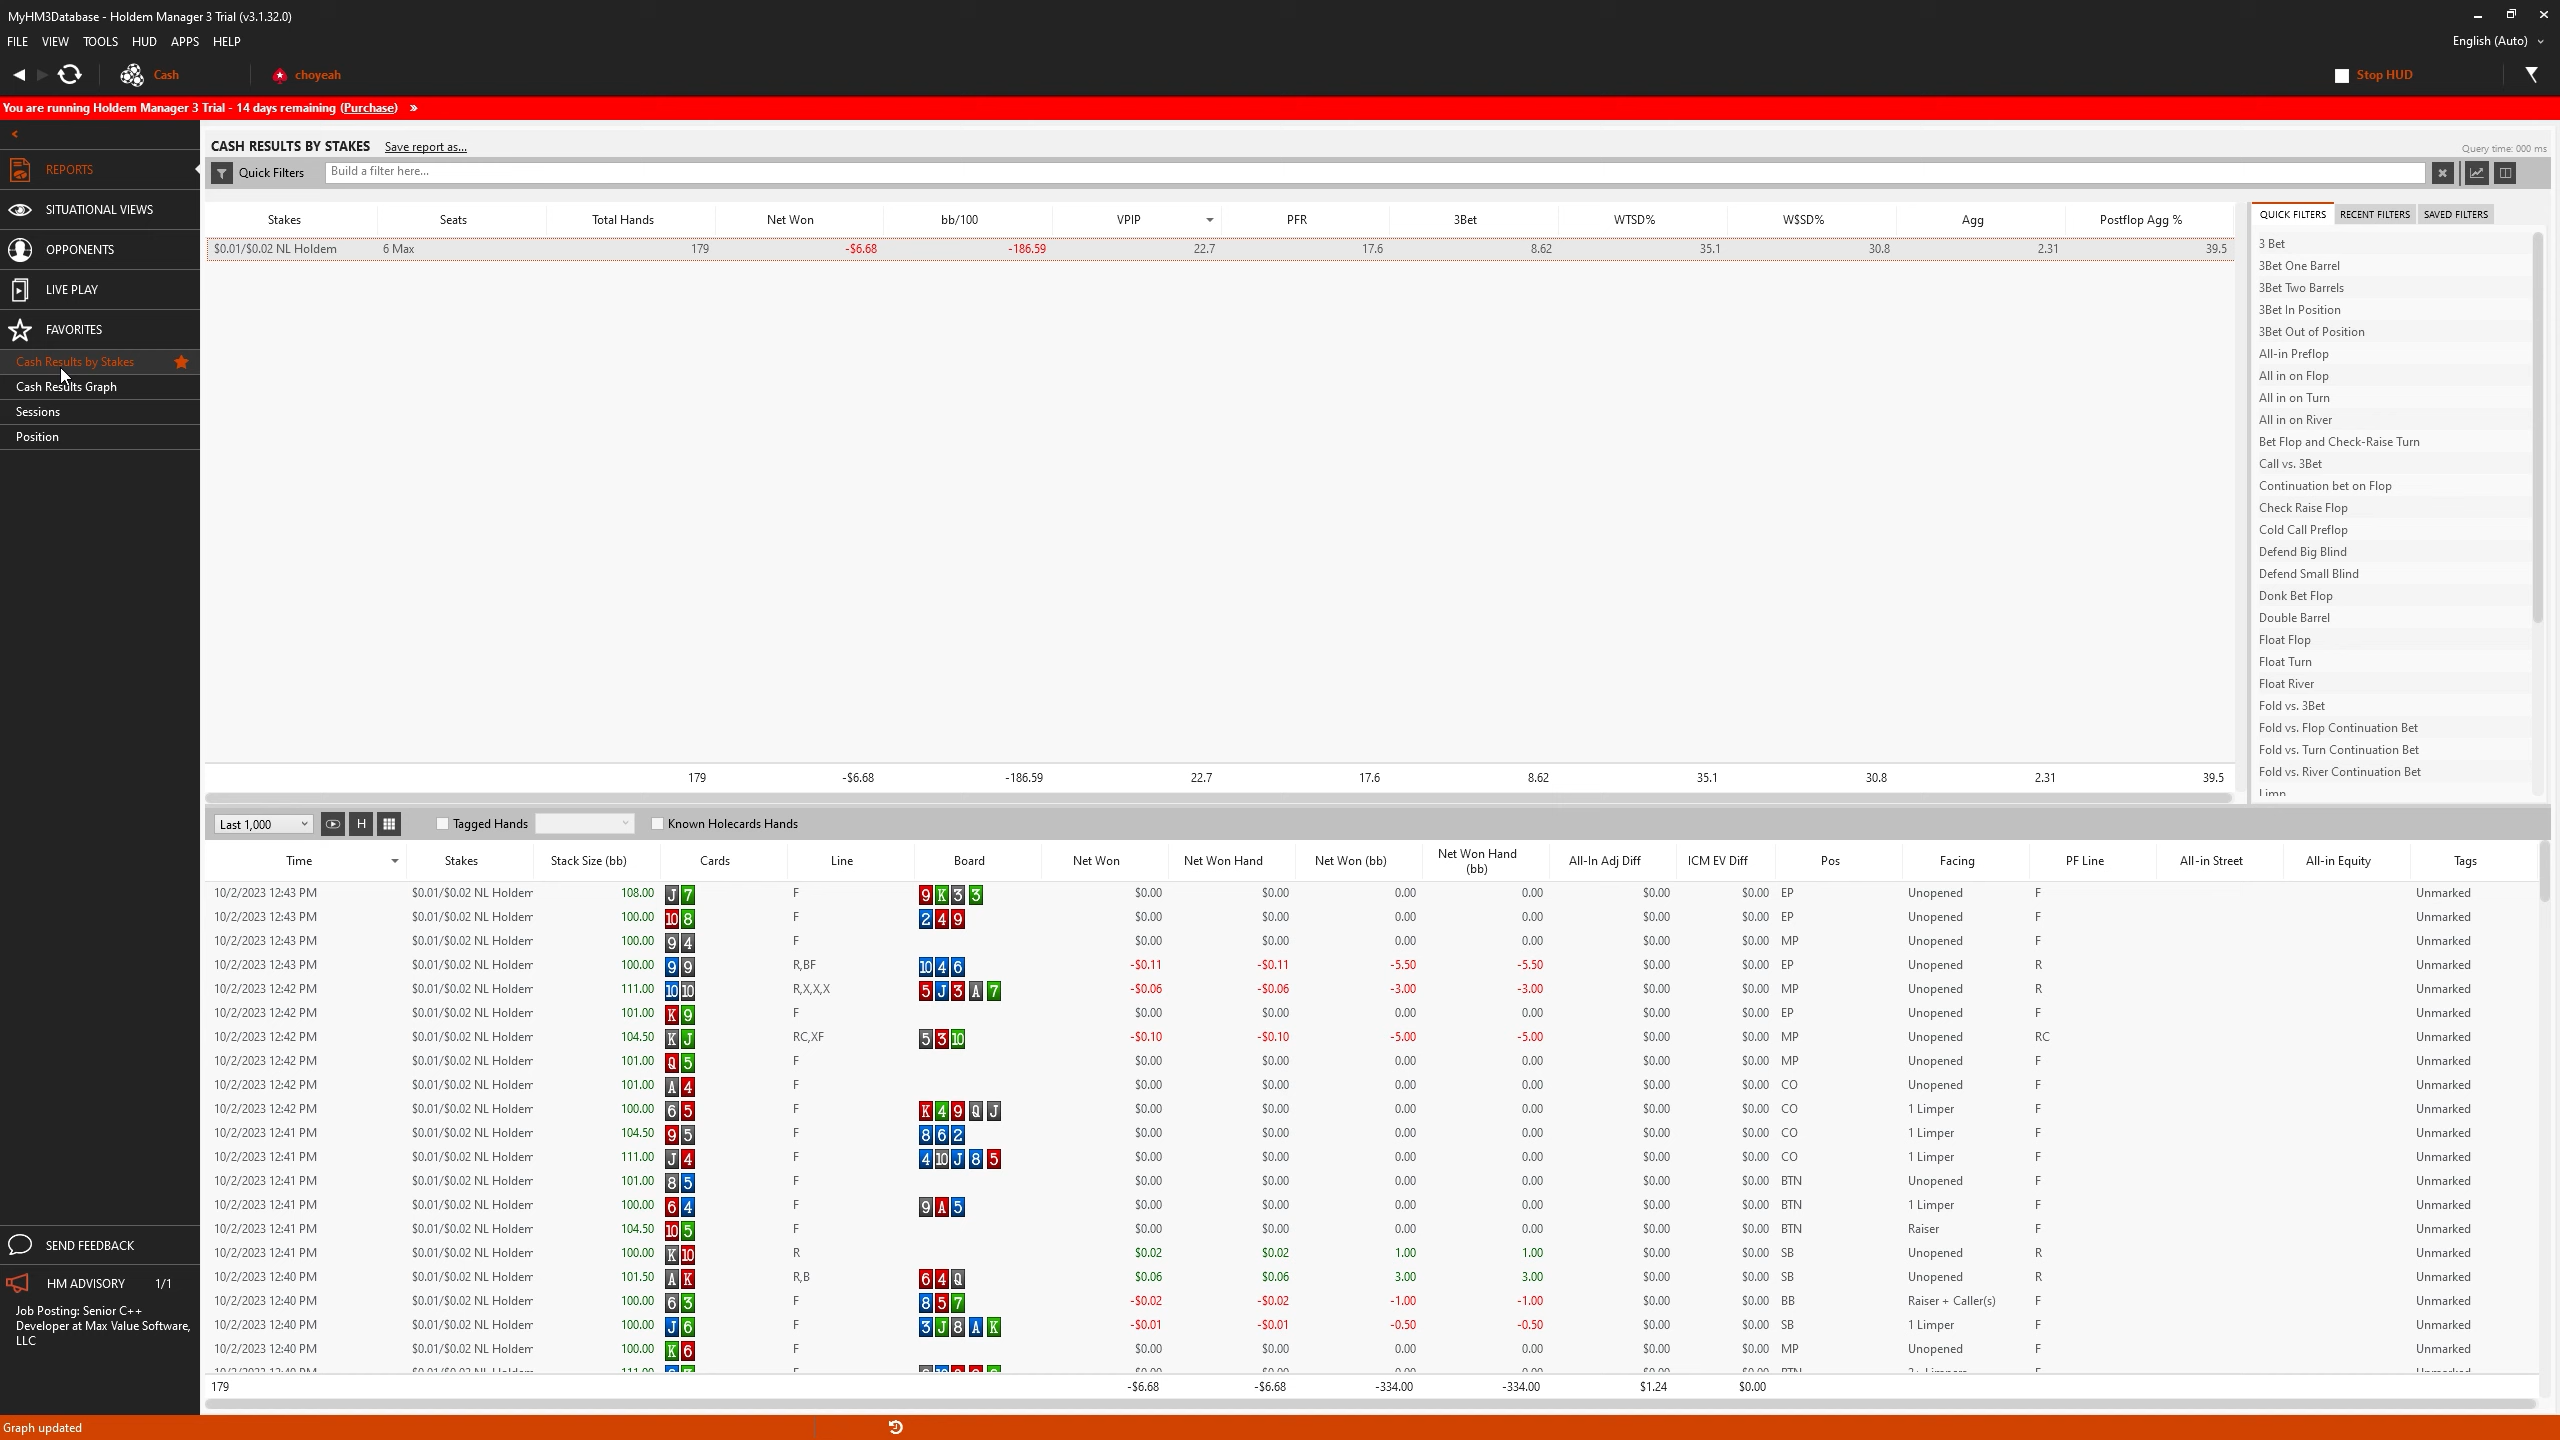 MyHM3Database - Holdem Manager 3 Trial (v3.1.32.0)
FILE VIEW TOOLS HUD APPS HELP
English (Auto)
Cash choyeah Stop HUD
You are running Holdem Manager 3 Trial - 14 days remaining (Purchase) »
REPORTS
SITUATIONAL VIEWS
OPPONENTS
LIVE PLAY
FAVORITES
Cash Results by Stakes
Cash Results Graph
Sessions
Position
SEND FEEDBACK
HM ADVISORY 1/1
Job Posting: Senior C++
Developer at Max Value Software,
LLC
CASH RESULTS BY STAKES Save report as...
Query time: 000 ms
Quick Filters Build a filter here...
Stakes Seats Total Hands Net Won bb/100 VPIP PFR 3Bet WTSD% W$SD% Agg Postflop Agg %
$0.01/$0.02 NL Holdem 6 Max 179 -$6.68 -186.59 22.7 17.6 8.62 35.1 30.8 2.31 39.5
179 -$6.68 -186.59 22.7 17.6 8.62 35.1 30.8 2.31 39.5
QUICK FILTERS RECENT FILTERS SAVED FILTERS
3 Bet
3Bet One Barrel
3Bet Two Barrels
3Bet In Position
3Bet Out of Position
All-in Preflop
All in on Flop
All in on Turn
All in on River
Bet Flop and Check-Raise Turn
Call vs. 3Bet
Continuation bet on Flop
Check Raise Flop
Cold Call Preflop
Defend Big Blind
Defend Small Blind
Donk Bet Flop
Double Barrel
Float Flop
Float Turn
Float River
Fold vs. 3Bet
Fold vs. Flop Continuation Bet
Fold vs. Turn Continuation Bet
Fold vs. River Continuation Bet
Limp
Last 1,000 H Tagged Hands Known Holecards Hands
Time Stakes Stack Size (bb) Cards Line Board Net Won Net Won Hand Net Won (bb) Net Won Hand (bb) All-In Adj Diff ICM EV Diff Pos Facing PF Line All-in Street All-in Equity Tags
10/2/2023 12:43 PM $0.01/$0.02 NL Holdem 108.00 J 7 F 9 K 3 3 $0.00 $0.00 0.00 0.00 $0.00 $0.00 EP Unopened F Unmarked
10/2/2023 12:43 PM $0.01/$0.02 NL Holdem 100.00 10 8 F 2 4 9 $0.00 $0.00 0.00 0.00 $0.00 $0.00 EP Unopened F Unmarked
10/2/2023 12:43 PM $0.01/$0.02 NL Holdem 100.00 9 4 F $0.00 $0.00 0.00 0.00 $0.00 $0.00 MP Unopened F Unmarked
10/2/2023 12:43 PM $0.01/$0.02 NL Holdem 100.00 9 9 R,BF 10 4 6 -$0.11 -$0.11 -5.50 -5.50 $0.00 $0.00 EP Unopened R Unmarked
10/2/2023 12:42 PM $0.01/$0.02 NL Holdem 111.00 10 10 R,X,X,X 5 J 3 A 7 -$0.06 -$0.06 -3.00 -3.00 $0.00 $0.00 MP Unopened R Unmarked
10/2/2023 12:42 PM $0.01/$0.02 NL Holdem 101.00 K 9 F $0.00 $0.00 0.00 0.00 $0.00 $0.00 EP Unopened F Unmarked
10/2/2023 12:42 PM $0.01/$0.02 NL Holdem 104.50 K J RC,XF 5 3 10 -$0.10 -$0.10 -5.00 -5.00 $0.00 $0.00 MP Unopened RC Unmarked
10/2/2023 12:42 PM $0.01/$0.02 NL Holdem 101.00 Q 5 F $0.00 $0.00 0.00 0.00 $0.00 $0.00 MP Unopened F Unmarked
10/2/2023 12:42 PM $0.01/$0.02 NL Holdem 101.00 A 4 F $0.00 $0.00 0.00 0.00 $0.00 $0.00 CO Unopened F Unmarked
10/2/2023 12:42 PM $0.01/$0.02 NL Holdem 100.00 6 5 F K 4 9 Q J $0.00 $0.00 0.00 0.00 $0.00 $0.00 CO 1 Limper F Unmarked
10/2/2023 12:41 PM $0.01/$0.02 NL Holdem 104.50 9 5 F 8 6 2 $0.00 $0.00 0.00 0.00 $0.00 $0.00 CO 1 Limper F Unmarked
10/2/2023 12:41 PM $0.01/$0.02 NL Holdem 111.00 J 4 F 4 10 J 8 5 $0.00 $0.00 0.00 0.00 $0.00 $0.00 CO 1 Limper F Unmarked
10/2/2023 12:41 PM $0.01/$0.02 NL Holdem 101.00 8 5 F $0.00 $0.00 0.00 0.00 $0.00 $0.00 BTN Unopened F Unmarked
10/2/2023 12:41 PM $0.01/$0.02 NL Holdem 100.00 6 4 F 9 A 5 $0.00 $0.00 0.00 0.00 $0.00 $0.00 BTN 1 Limper F Unmarked
10/2/2023 12:41 PM $0.01/$0.02 NL Holdem 104.50 10 5 F $0.00 $0.00 0.00 0.00 $0.00 $0.00 BTN Raiser F Unmarked
10/2/2023 12:41 PM $0.01/$0.02 NL Holdem 100.00 K 10 R $0.02 $0.02 1.00 1.00 $0.00 $0.00 SB Unopened R Unmarked
10/2/2023 12:40 PM $0.01/$0.02 NL Holdem 101.50 A K R,B 6 4 Q $0.06 $0.06 3.00 3.00 $0.00 $0.00 SB Unopened R Unmarked
10/2/2023 12:40 PM $0.01/$0.02 NL Holdem 100.00 6 3 F 8 5 7 -$0.02 -$0.02 -1.00 -1.00 $0.00 $0.00 BB Raiser + Caller(s) F Unmarked
10/2/2023 12:40 PM $0.01/$0.02 NL Holdem 100.00 J 6 F 3 J 8 A K -$0.01 -$0.01 -0.50 -0.50 $0.00 $0.00 SB 1 Limper F Unmarked
10/2/2023 12:40 PM $0.01/$0.02 NL Holdem 100.00 K 6 F $0.00 $0.00 0.00 0.00 $0.00 $0.00 MP Unopened F Unmarked
179 -$6.68 -$6.68 -334.00 -334.00 $1.24 $0.00
Graph updated